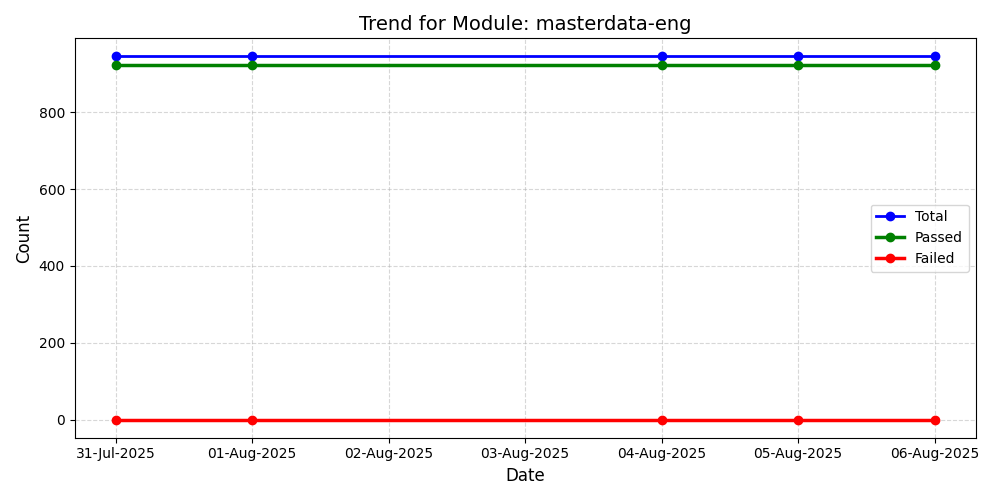 Trend for Module: masterdata-eng
Count
800
600
400
200
0
Total
Passed
Failed
31-Jul-2025
01-Aug-2025
02-Aug-2025
03-Aug-2025
04-Aug-2025
05-Aug-2025
06-Aug-2025
Date